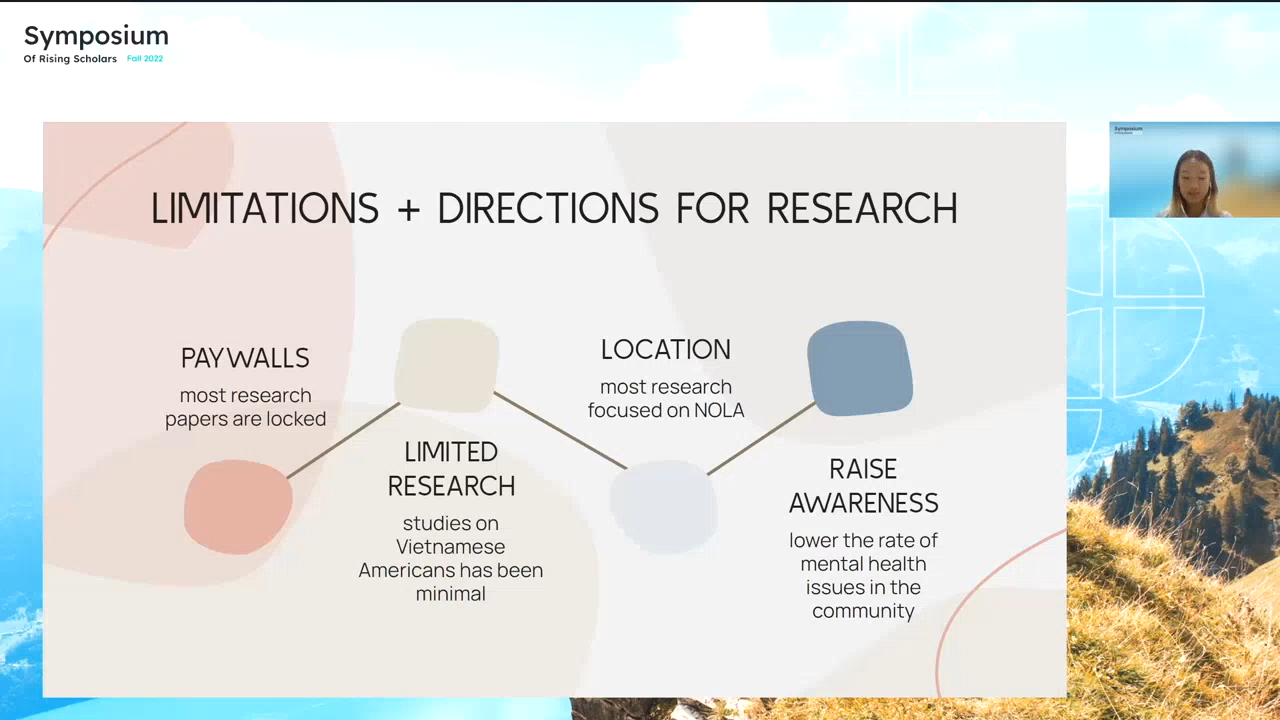 Symposium
Of Rising Scholars Fall 2022
Symposium
LIMITATIONS + DIRECTIONS FOR RESEARCH
PAYWALLS
most research
papers are locked
LIMITED
RESEARCH
studies on
Vietnamese
Americans has been
minimal
LOCATION
most research
focused on NOLA
RAISE
AWARENESS
lower the rate of
mental health
issues in the
community